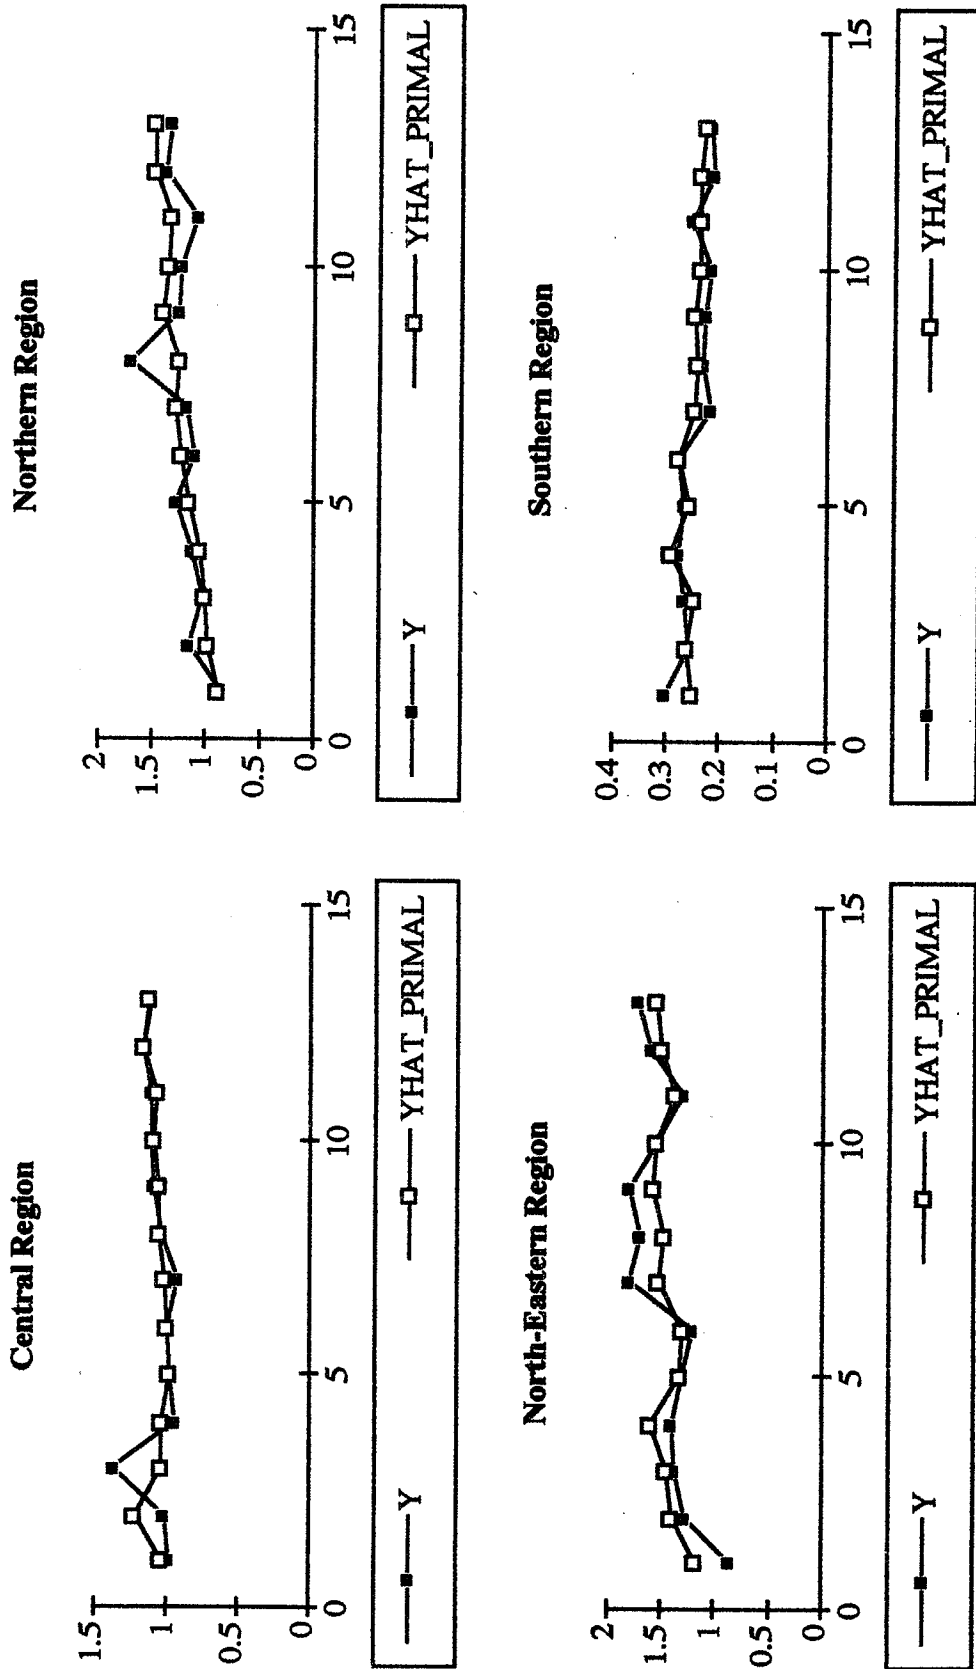 Central Region
1.5
1
0.5
0
0
5
10
15
Y
YHAT_PRIMAL
Northern Region
2
1.5
1
0.5
0
0
5
10
15
Y
YHAT_PRIMAL
North-Eastern Region
2
1.5
1
0.5
0
0
5
10
15
Y
YHAT_PRIMAL
Southern Region
0.4
0.3
0.2
0.1
0
0
5
10
15
Y
YHAT_PRIMAL